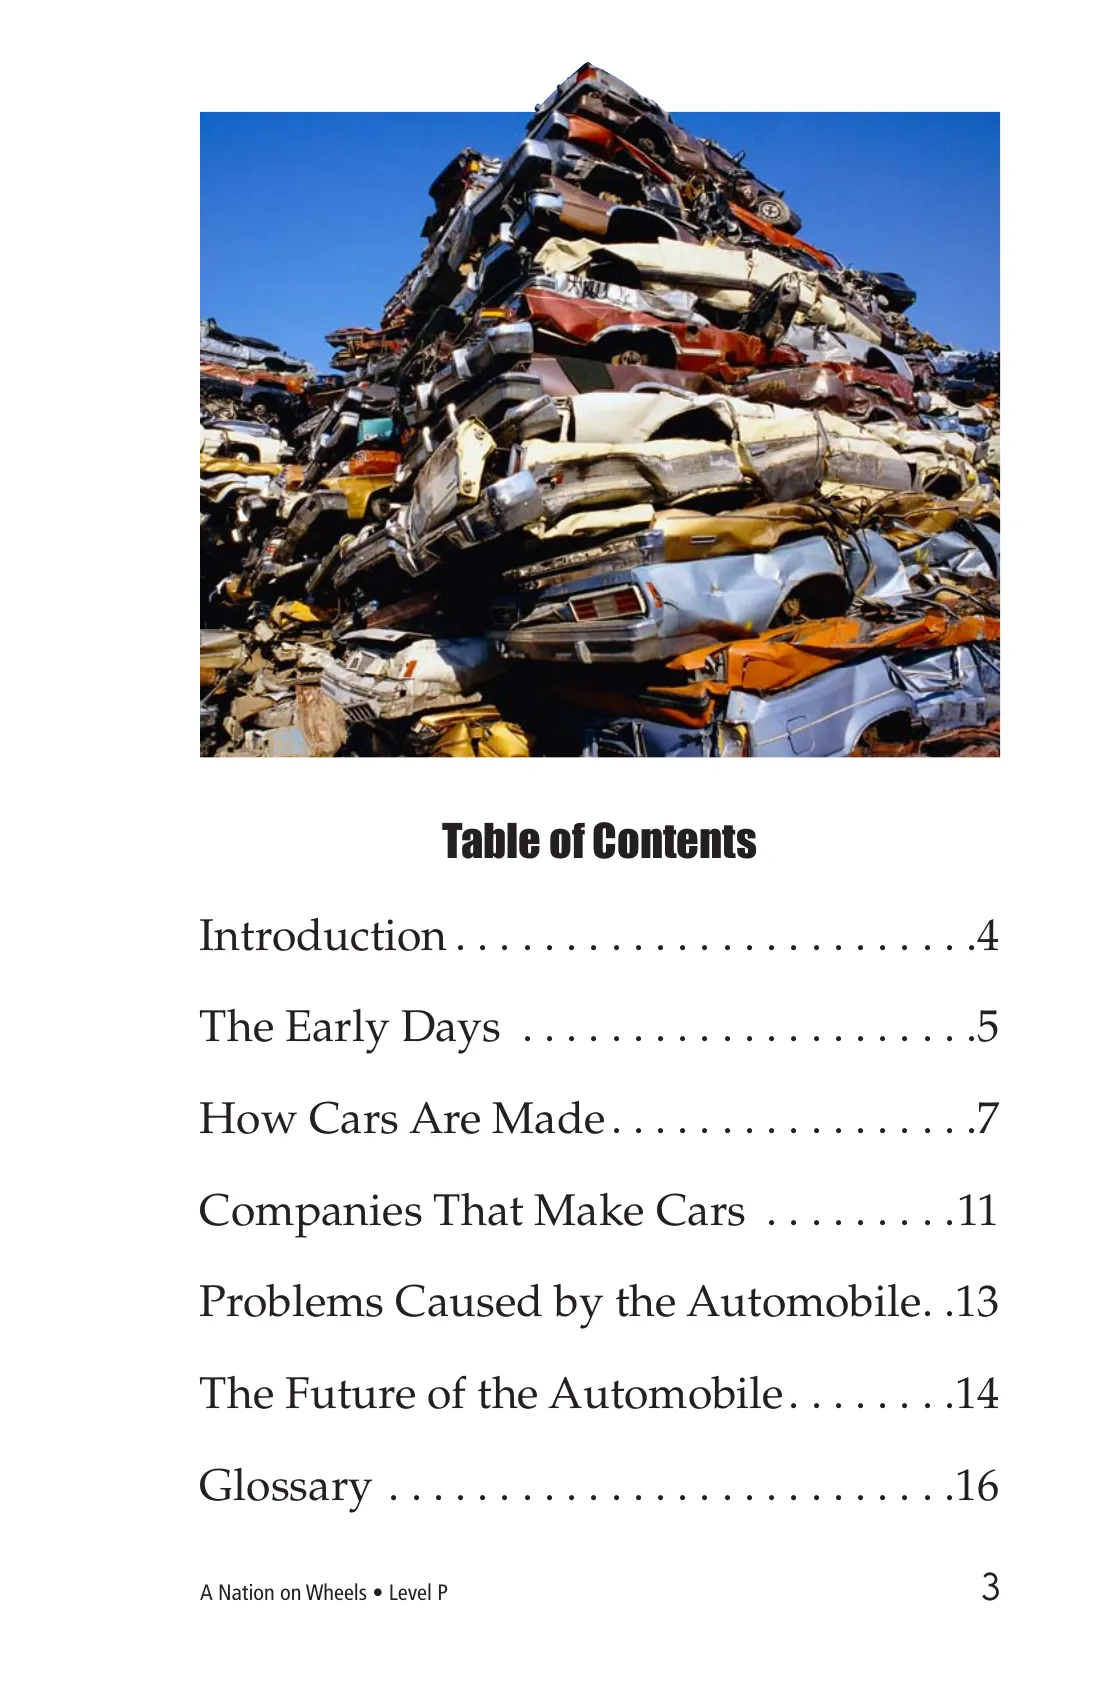 Table of Contents
Introduction . . . . . . . . . . . . . . . . . . . . . . . .4
The Early Days . . . . . . . . . . . . . . . . . . . . .5
How Cars Are Made. . . . . . . . . . . . . . . . .7
Companies That Make Cars . . . . . . . . .11
Problems Caused by the Automobile. .13
The Future of the Automobile. . . . . . . .14
Glossary . . . . . . . . . . . . . . . . . . . . . . . . . .16
A Nation on Wheels • Level P 3